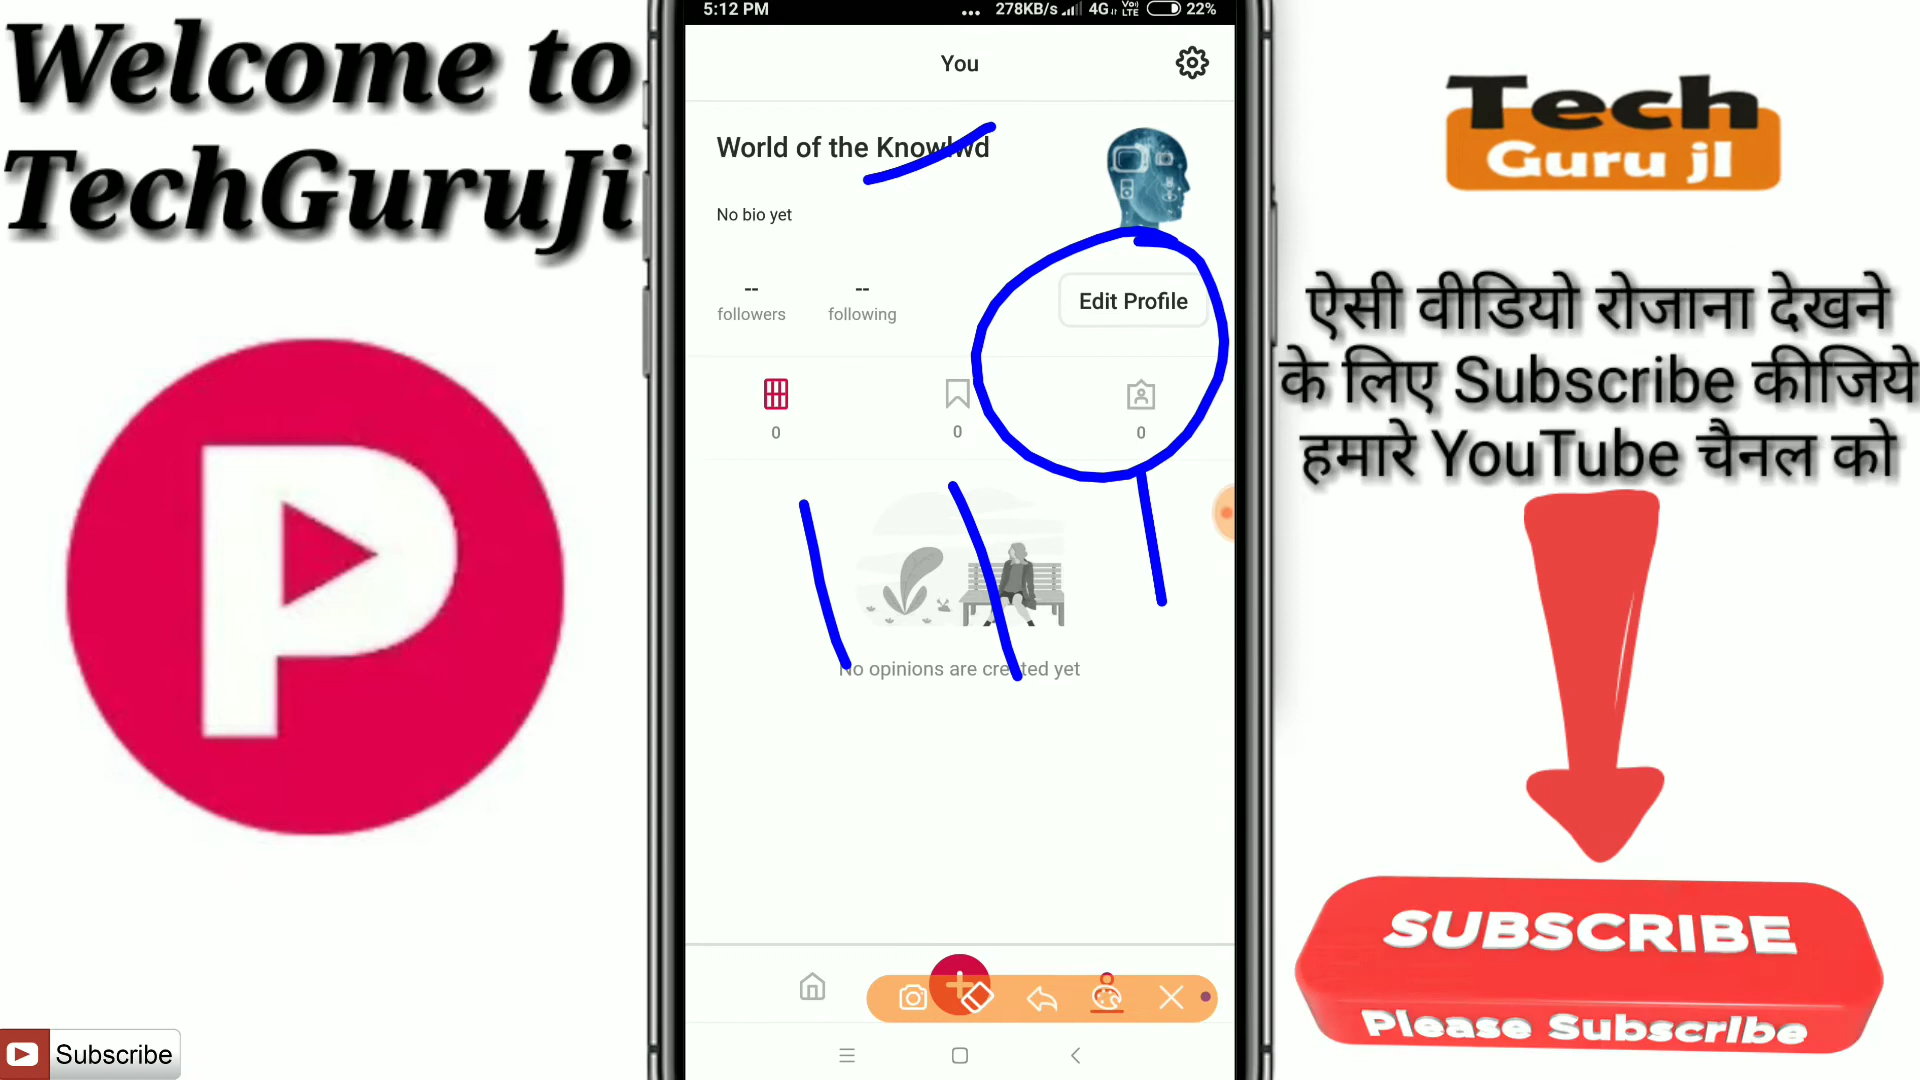 Welcome to
TechGuruJi
5:12 PM
... 278KB/s 4G Vo) LTE 22%
You
World of the Knowlwd
No bio yet
--
followers
--
following
Edit Profile
0
0
0
No opinions are created yet
Tech
Guru jI
ऐसी वीडियो रोजाना देखने
के लिए Subscribe कीजिये
हमारे YouTube चैनल को
SUBSCRIBE
Please Subscribe
Subscribe
P